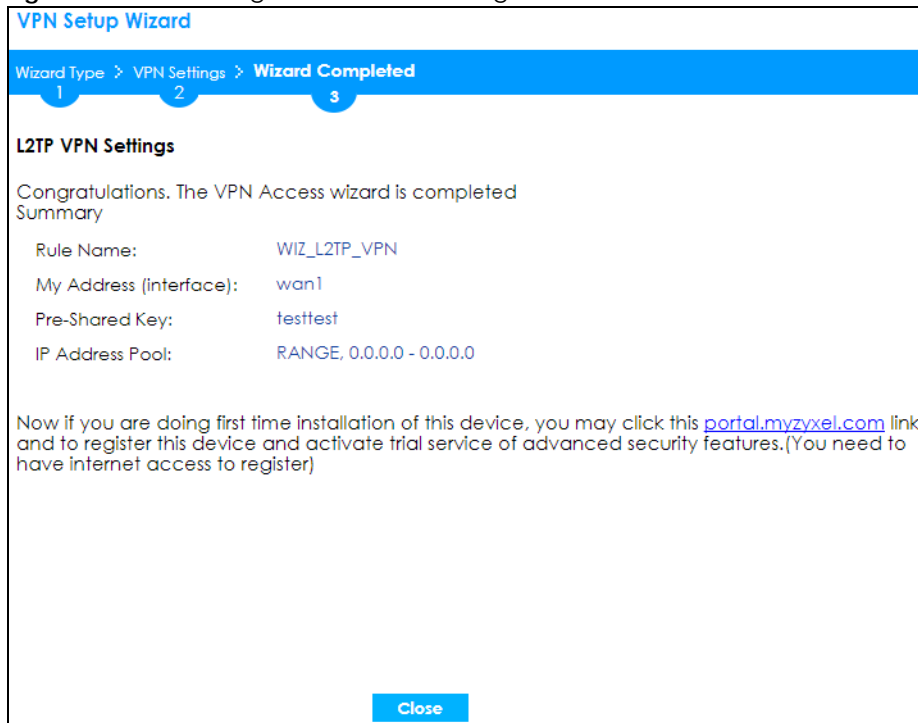 VPN Setup Wizard
Wizard Type > VPN Settings > Wizard Completed
1 2 3
L2TP VPN Settings
Congratulations. The VPN Access wizard is completed
Summary
Rule Name: WIZ_L2TP_VPN
My Address (interface): wan1
Pre-Shared Key: testtest
IP Address Pool: RANGE, 0.0.0.0 - 0.0.0.0
Now if you are doing first time installation of this device, you may click this portal.myzyxel.com link
and to register this device and activate trial service of advanced security features.(You need to
have internet access to register)
Close